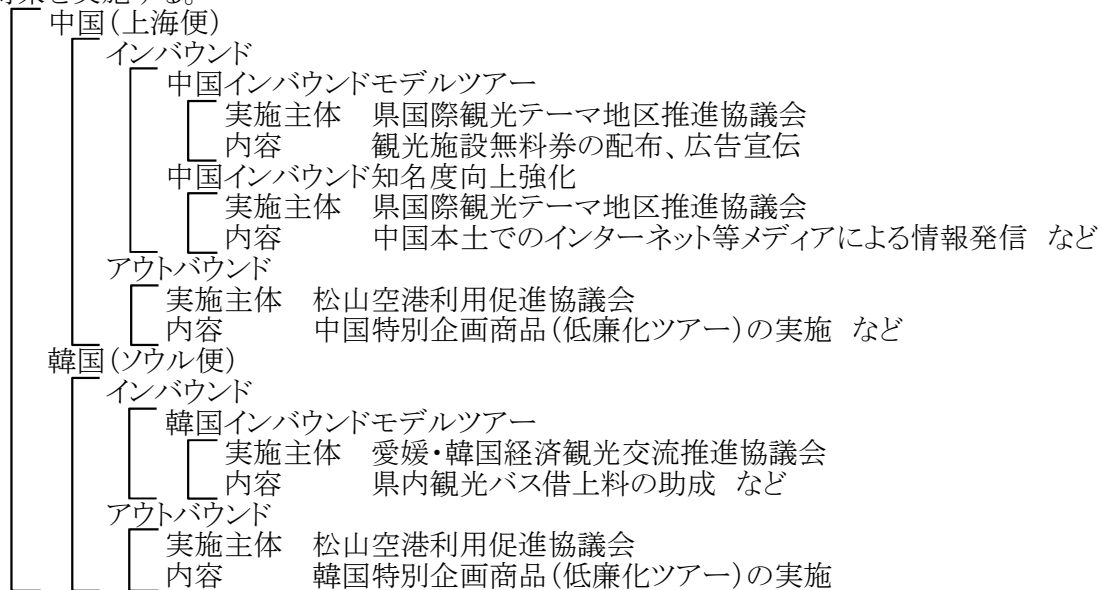 中国(上海便)
インバウンド
中国インバウンドモデルツアー
実施主体 県国際観光テーマ地区推進協議会
内容 観光施設無料券の配布、広告宣伝
中国インバウンド知名度向上強化
実施主体 県国際観光テーマ地区推進協議会
内容 中国本土でのインターネット等メディアによる情報発信 など
アウトバウンド
実施主体 松山空港利用促進協議会
内容 中国特別企画商品(低廉化ツアー)の実施 など
韓国(ソウル便)
インバウンド
韓国インバウンドモデルツアー
実施主体 愛媛・韓国経済観光交流推進協議会
内容 県内観光バス借上料の助成 など
アウトバウンド
実施主体 松山空港利用促進協議会
内容 韓国特別企画商品(低廉化ツアー)の実施